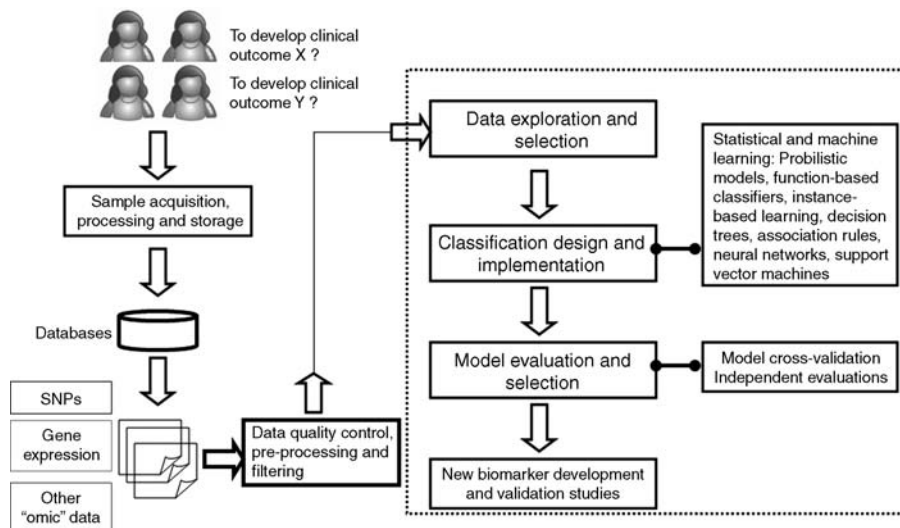 To develop clinical
outcome X ?
To develop clinical
outcome Y ?
Sample acquisition,
processing and storage
Databases
SNPs
Gene
expression
Other
"omic" data
Data quality control,
pre-processing and
filtering
Data exploration and
selection
Classification design and
implementation
Statistical and machine
learning: Probilistic
models, function-based
classifiers, instance-
based learning, decision
trees, association rules,
neural networks, support
vector machines
Model evaluation and
selection
Model cross-validation
Independent evaluations
New biomarker development
and validation studies